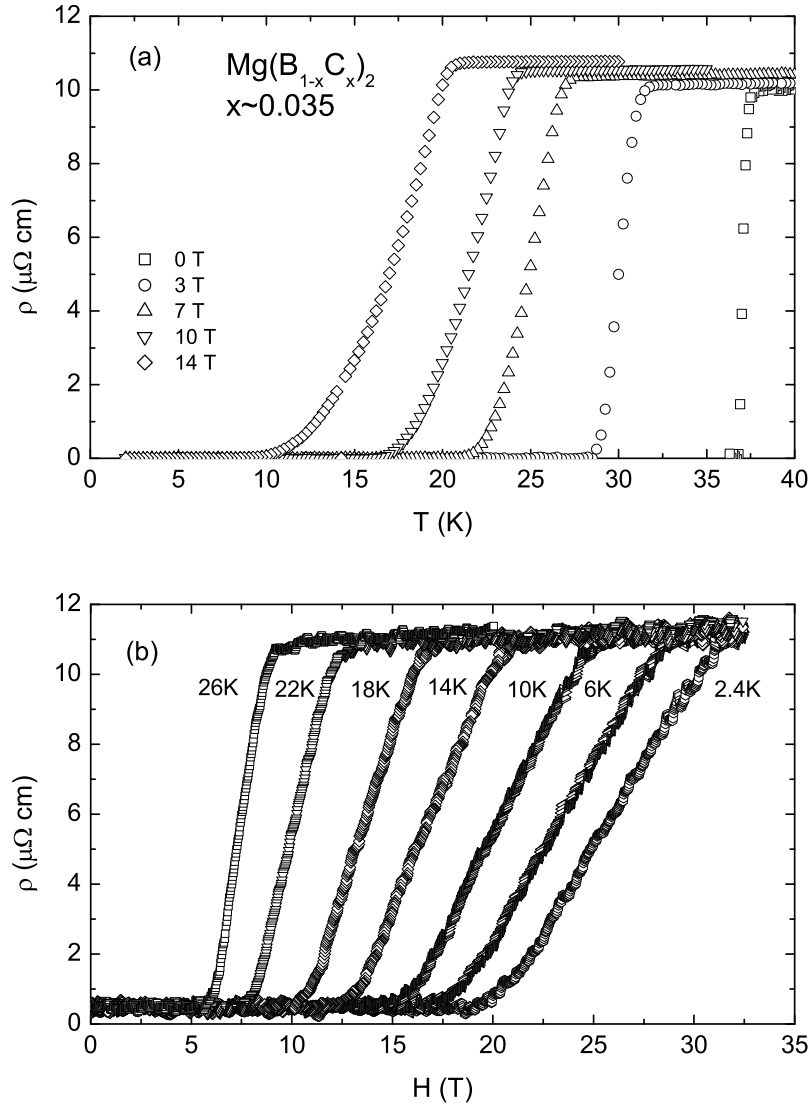 12
10
8
6
4
2
0
ρ (μΩ cm)
(a)
Mg(B1-xCx)2
x~0.035
0 T
3 T
7 T
10 T
14 T
0 5 10 15 20 25 30 35 40
T (K)
12
10
8
6
4
2
0
ρ (μΩ cm)
(b)
26K 22K 18K 14K 10K 6K 2.4K
0 5 10 15 20 25 30 35
H (T)